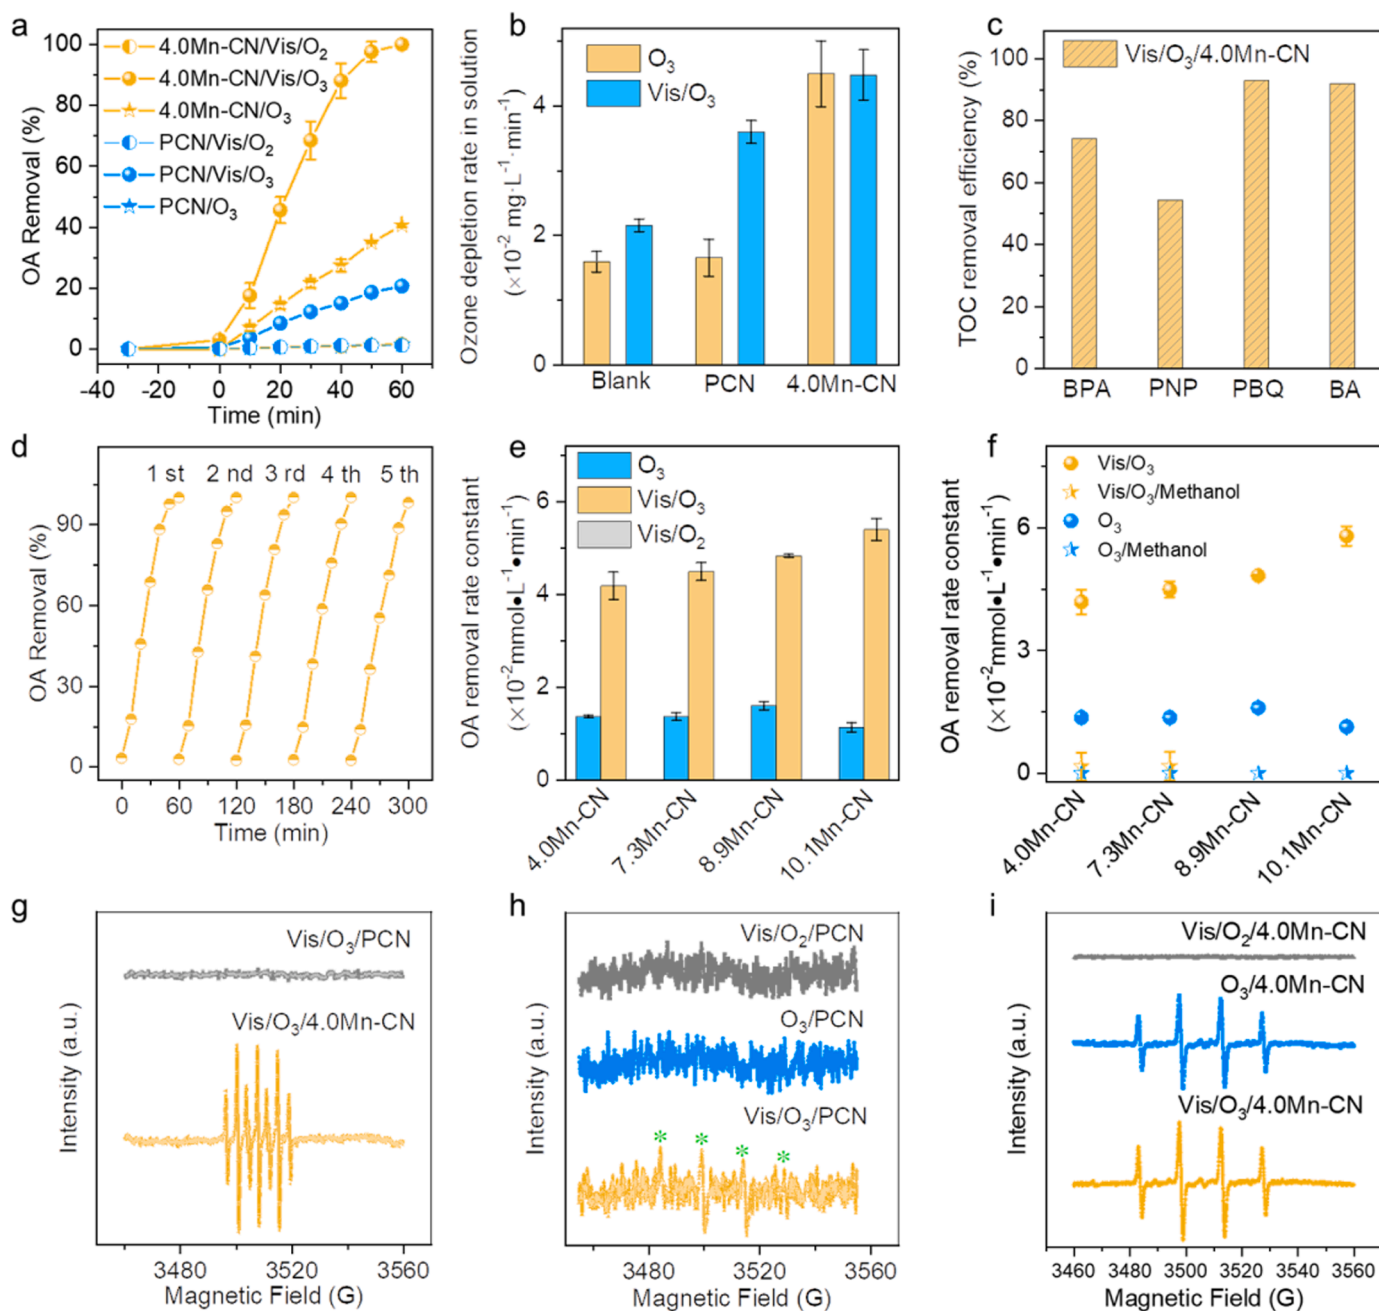 a
OA Removal (%)
100
80
60
40
20
0
4.0Mn-CN/Vis/O₂
4.0Mn-CN/Vis/O₃
4.0Mn-CN/O₃
PCN/Vis/O₂
PCN/Vis/O₃
PCN/O₃
-40 -20 0 20 40 60
Time (min)
b
Ozone depletion rate in solution
(×10⁻² mg·L⁻¹·min⁻¹)
4
2
0
O₃
Vis/O₃
Blank PCN 4.0Mn-CN
c
TOC removal efficiency (%)
100
80
60
40
20
0
Vis/O₃/4.0Mn-CN
BPA PNP PBQ BA
d
OA Removal (%)
90
60
30
0
1 st 2 nd 3 rd 4 th 5 th
0 60 120 180 240 300
Time (min)
e
OA removal rate constant
(×10⁻²mmol•L⁻¹•min⁻¹)
6
4
2
0
O₃
Vis/O₃
Vis/O₂
4.0Mn-CN 7.3Mn-CN 8.9Mn-CN 10.1Mn-CN
f
OA removal rate constant
(×10⁻²mmol•L⁻¹•min⁻¹)
6
3
0
Vis/O₃
Vis/O₃/Methanol
O₃
O₃/Methanol
4.0Mn-CN 7.3Mn-CN 8.9Mn-CN 10.1Mn-CN
g
Intensity (a.u.)
Vis/O₃/PCN
Vis/O₃/4.0Mn-CN
3480 3520 3560
Magnetic Field (G)
h
Intensity (a.u.)
Vis/O₂/PCN
O₃/PCN
Vis/O₃/PCN
* * * *
3480 3520 3560
Magnetic Field (G)
i
Intensity (a.u.)
Vis/O₂/4.0Mn-CN
O₃/4.0Mn-CN
Vis/O₃/4.0Mn-CN
3460 3480 3500 3520 3540 3560
Magnetic Field (G)